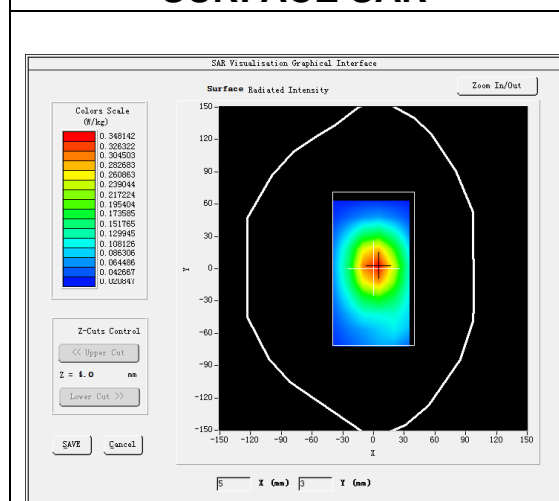 SURFACE SAR
SAR Visualisation Graphical Interface
Surface Radiated Intensity
Zoom In/Out
Colors Scale
(W/kg)
0.348142
0.326322
0.304503
0.282683
0.260863
0.239044
0.217224
0.195404
0.173585
0.151765
0.129945
0.108126
0.086306
0.064486
0.042667
0.020847
150
120
90
60
30
Y
0
-30
-60
-90
-120
-150
-150 -120 -90 -60 -30 0 30 60 90 120 150
X
Z-Cuts Control
<< Upper Cut
Z = 4.0 mm
Lower Cut >>
SAVE Cancel
5 X (mm) 3 Y (mm)